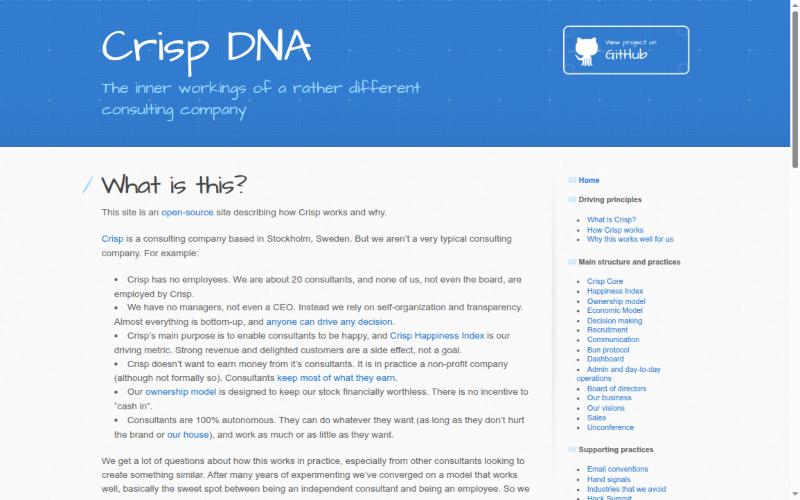 Crisp DNA
The inner workings of a rather different
consulting company
View project on
GitHub
What is this?
This site is an open-source site describing how Crisp works and why.
Crisp is a consulting company based in Stockholm, Sweden. But we aren't a very typical consulting
company. For example:
• Crisp has no employees. We are about 20 consultants, and none of us, not even the board, are
employed by Crisp.
• We have no managers, not even a CEO. Instead we rely on self-organization and transparency.
Almost everything is bottom-up, and anyone can drive any decision.
• Crisp's main purpose is to enable consultants to be happy, and Crisp Happiness Index is our
driving metric. Strong revenue and delighted customers are a side effect, not a goal.
• Crisp doesn't want to earn money from it's consultants. It is in practice a non-profit company
(although not formally so). Consultants keep most of what they earn.
• Our ownership model is designed to keep our stock financially worthless. There is no incentive to
"cash in".
• Consultants are 100% autonomous. They can do whatever they want (as long as they don't hurt
the brand or our house), and work as much or as little as they want.
We get a lot of questions about how this works in practice, especially from other consultants looking to
create something similar. After many years of experimenting we've converged on a model that works
well, basically the sweet spot between being an independent consultant and being an employee. So we
//// Home
//// Driving principles
• What is Crisp?
• How Crisp works
• Why this works well for us
//// Main structure and practices
• Crisp Core
• Happiness Index
• Ownership model
• Economic Model
• Decision making
• Recruitment
• Communication
• Bun protocol
• Dashboard
• Admin and day-to-day
operations
• Board of directors
• Our business
• Our visions
• Sales
• Unconference
//// Supporting practices
• Email conventions
• Hand signals
• Industries that we avoid
• Hack Summit